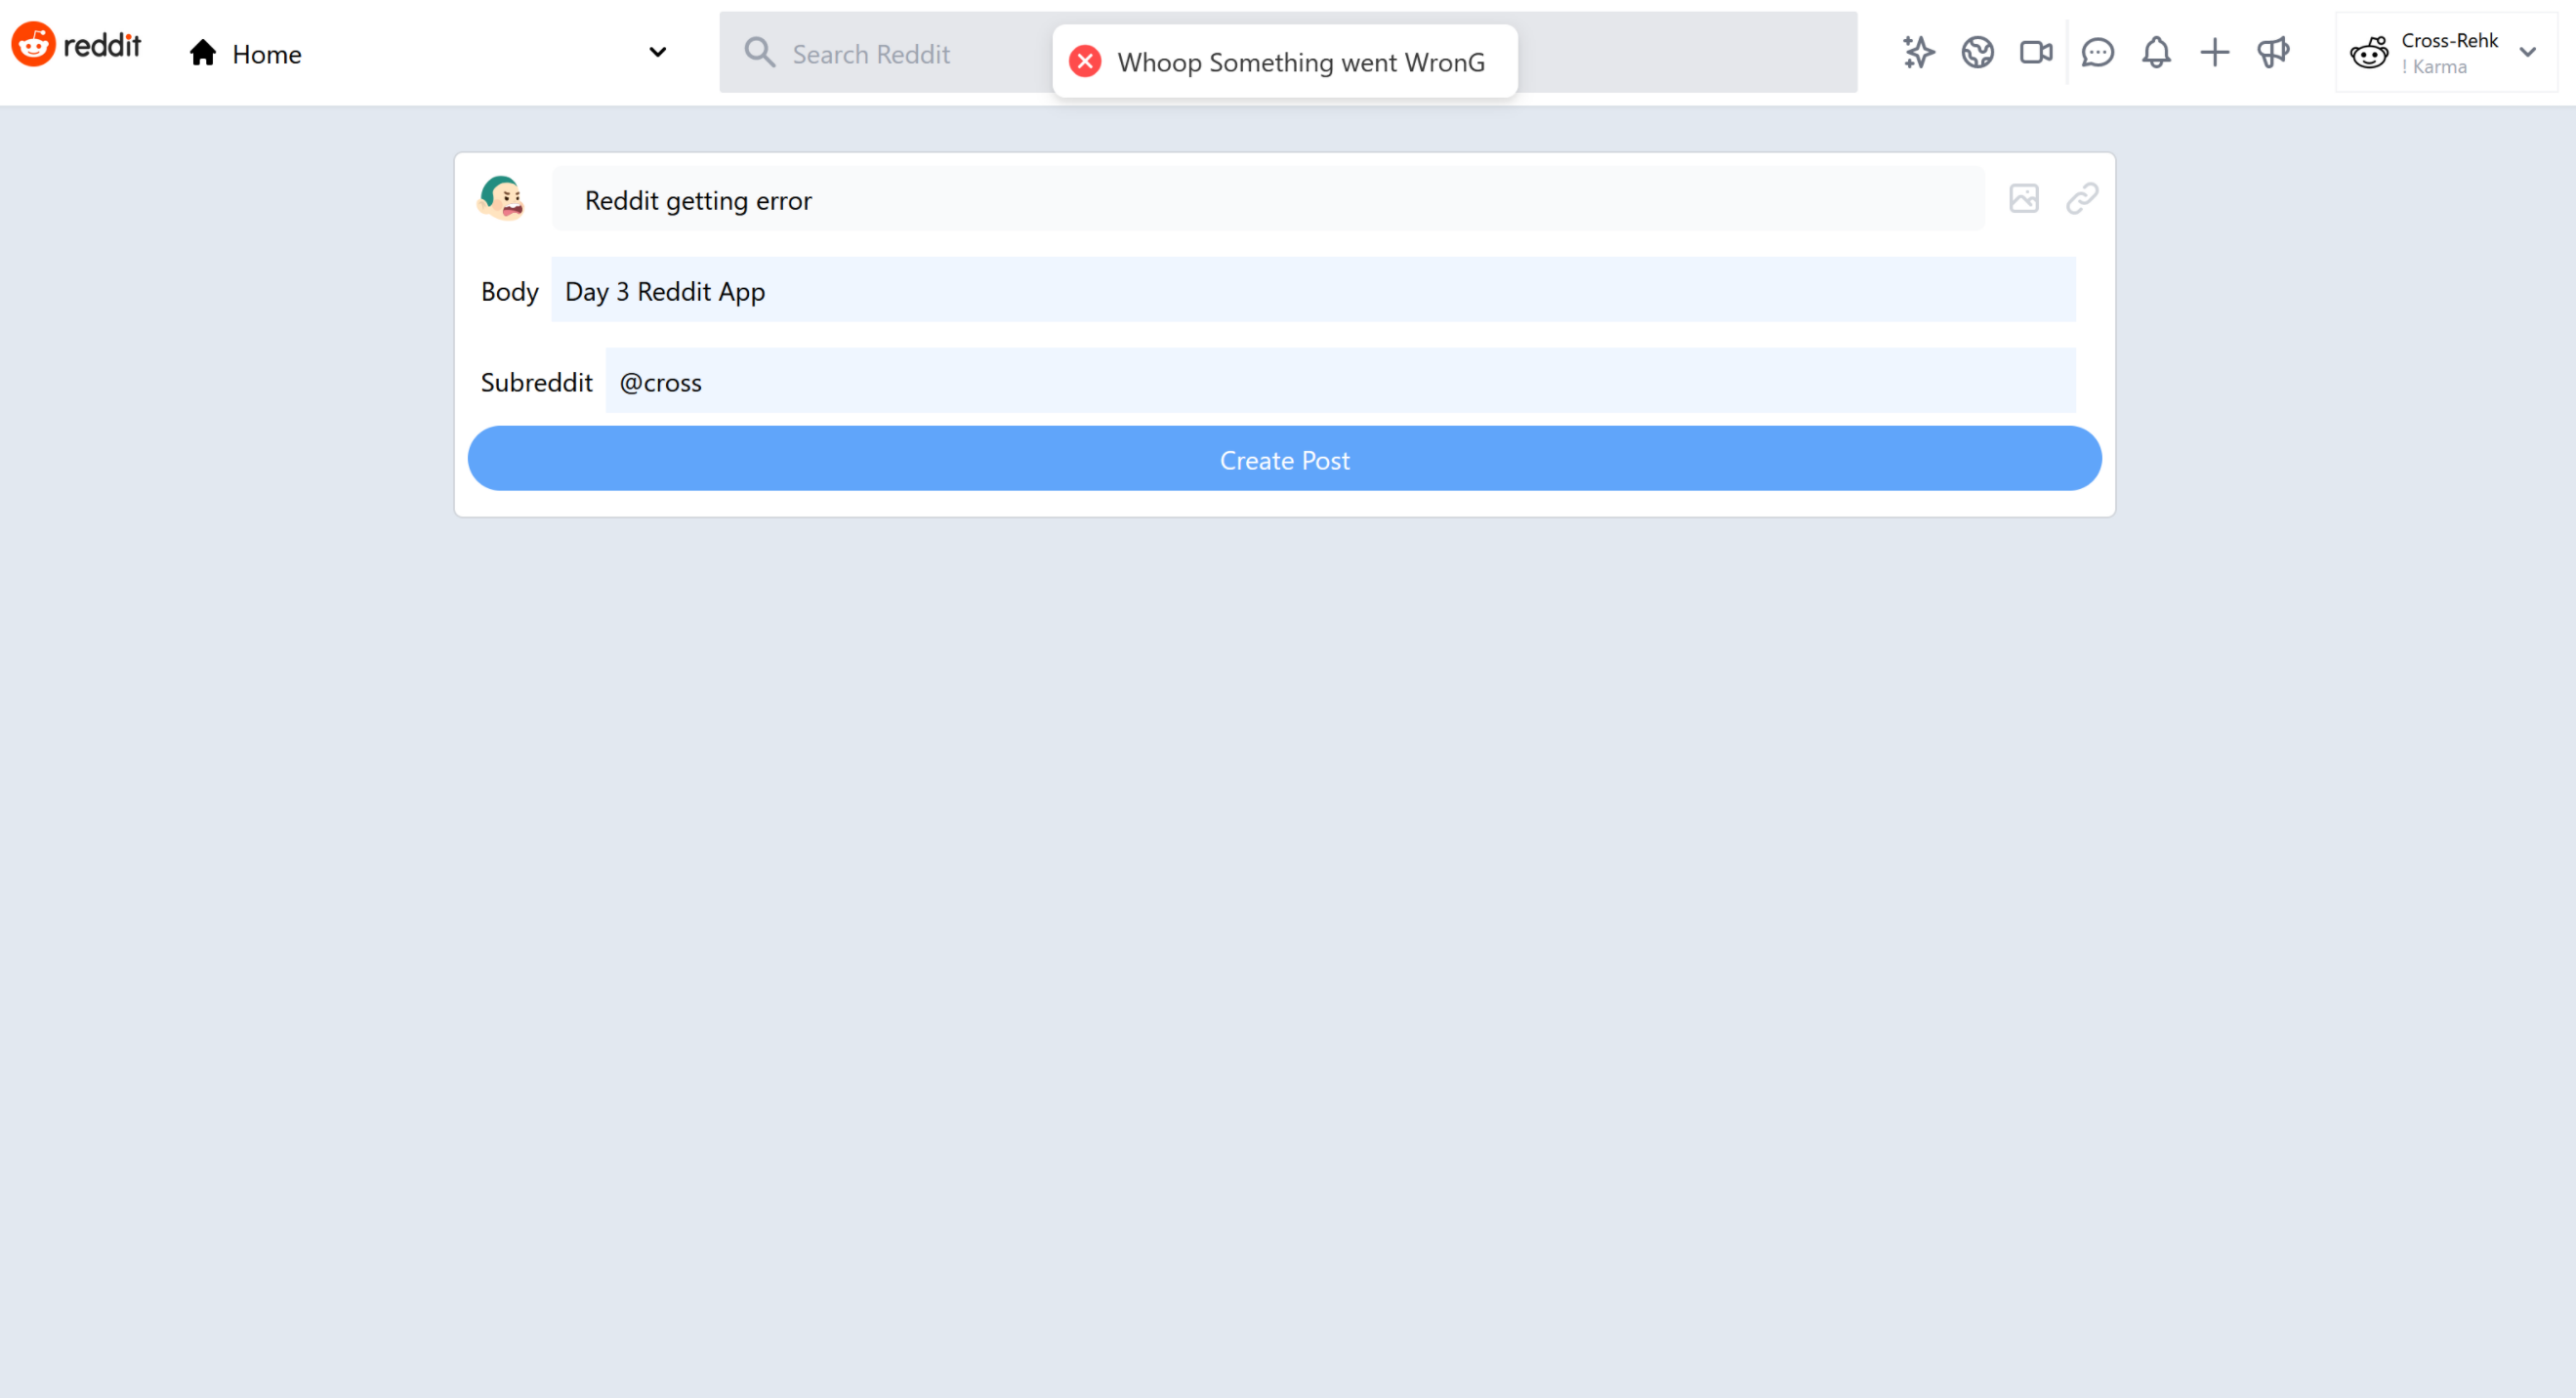 reddit
Home
Search Reddit
Whoop Something went WronG
Cross-Rehk
! Karma
Reddit getting error
Body
Day 3 Reddit App
Subreddit
@cross
Create Post